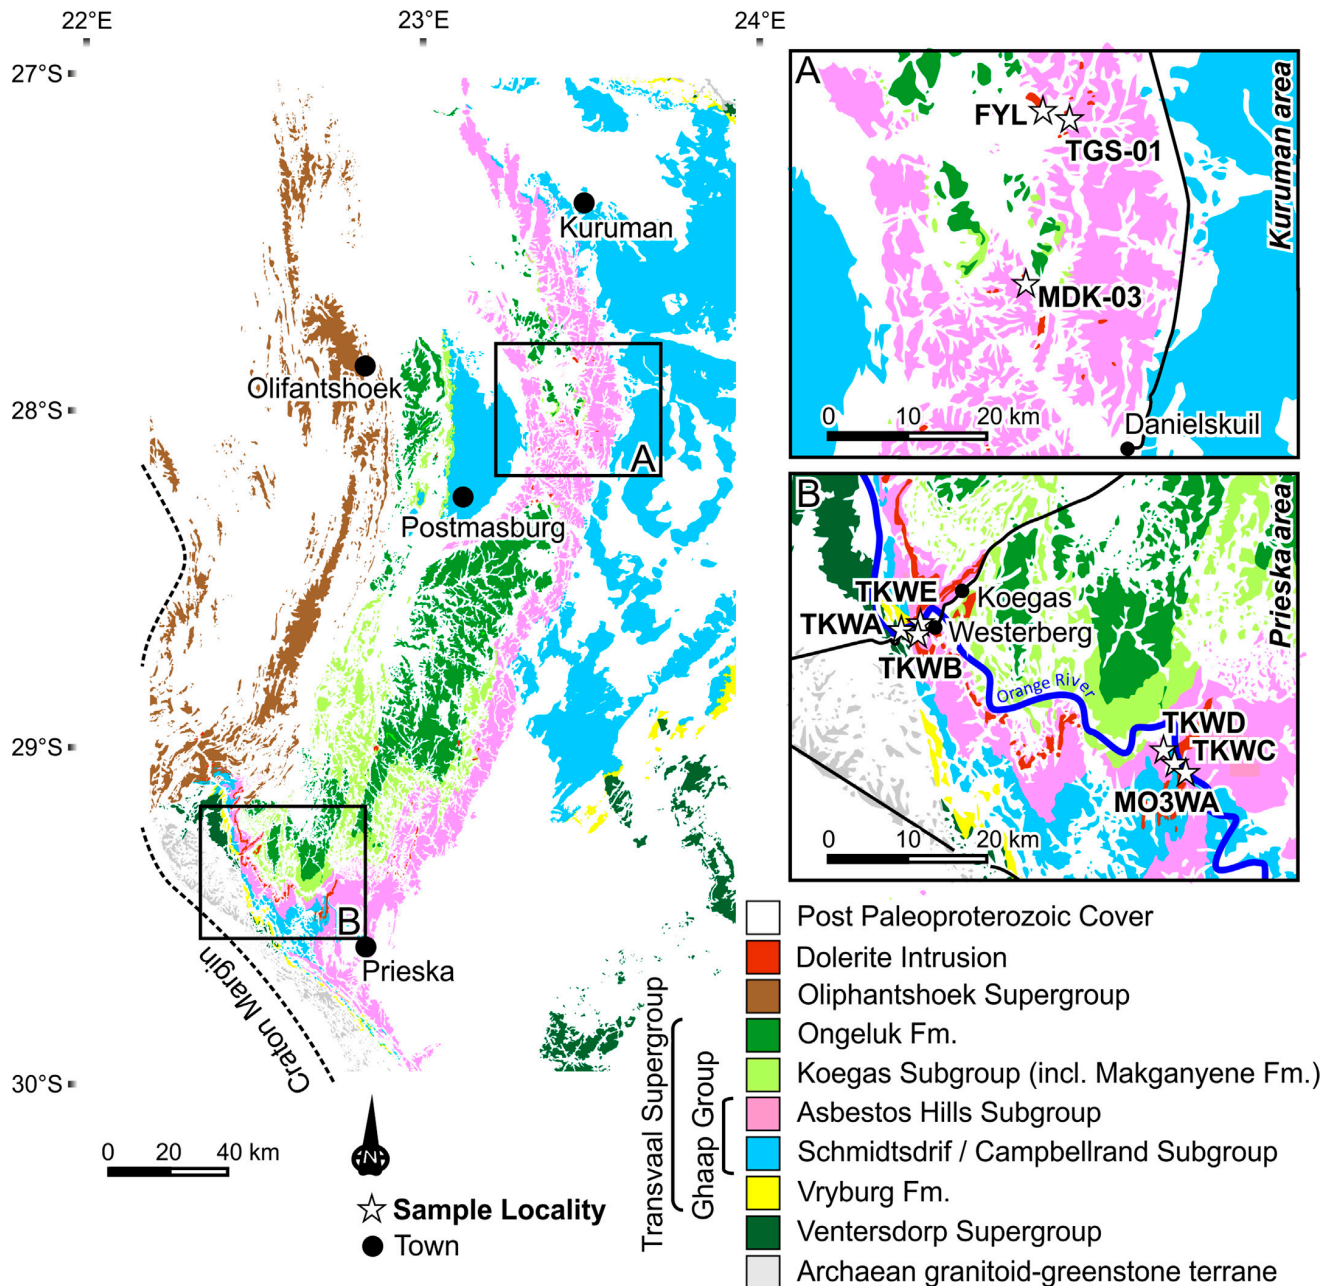 22°E
23°E
24°E
27°S
28°S
29°S
30°S
Kuruman
Olifantshoek
Postmasburg
A
B
Prieska
Craton Margin
0 20 40 km
N
Sample Locality
Town
A
Kuruman area
FYL
TGS-01
MDK-03
0 10 20 km
Danielskuil
B
Prieska area
TKWE
Koegas
TKWA
Westerberg
TKWB
Orange River
TKWD
TKWC
MO3WA
0 10 20 km
Transvaal Supergroup
Ghaap Group
Post Paleoproterozoic Cover
Dolerite Intrusion
Oliphantshoek Supergroup
Ongeluk Fm.
Koegas Subgroup (incl. Makganyene Fm.)
Asbestos Hills Subgroup
Schmidtsdrif / Campbellrand Subgroup
Vryburg Fm.
Ventersdorp Supergroup
Archaean granitoid-greenstone terrane